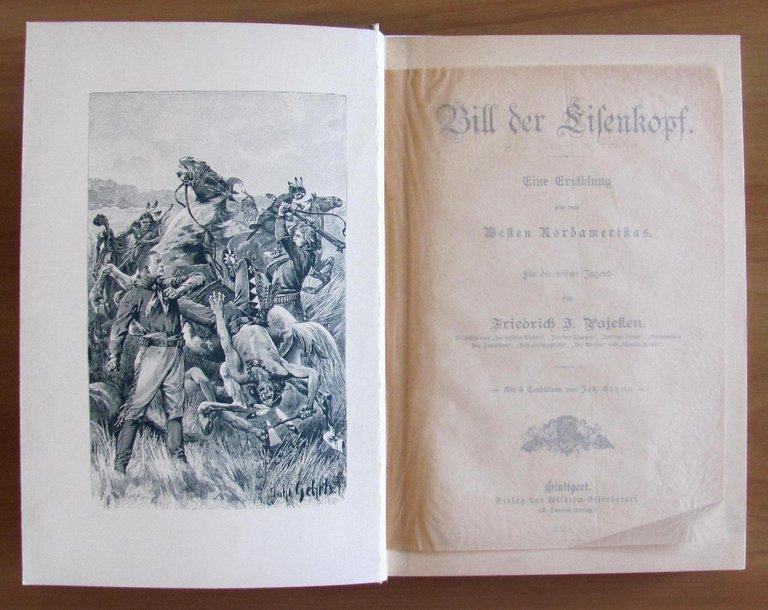 Joh. Gehrts
Bill der Eiſenkopf.
Eine Erzählung
aus dem
Weſten Nordamerikas.
Für die reifere Jugend
von
Friedrich J. Pajeken.
Mit 6 Tonbildern von Joh. Gehrts.
Stuttgart.
Verlag von Wilhelm Effenberger.